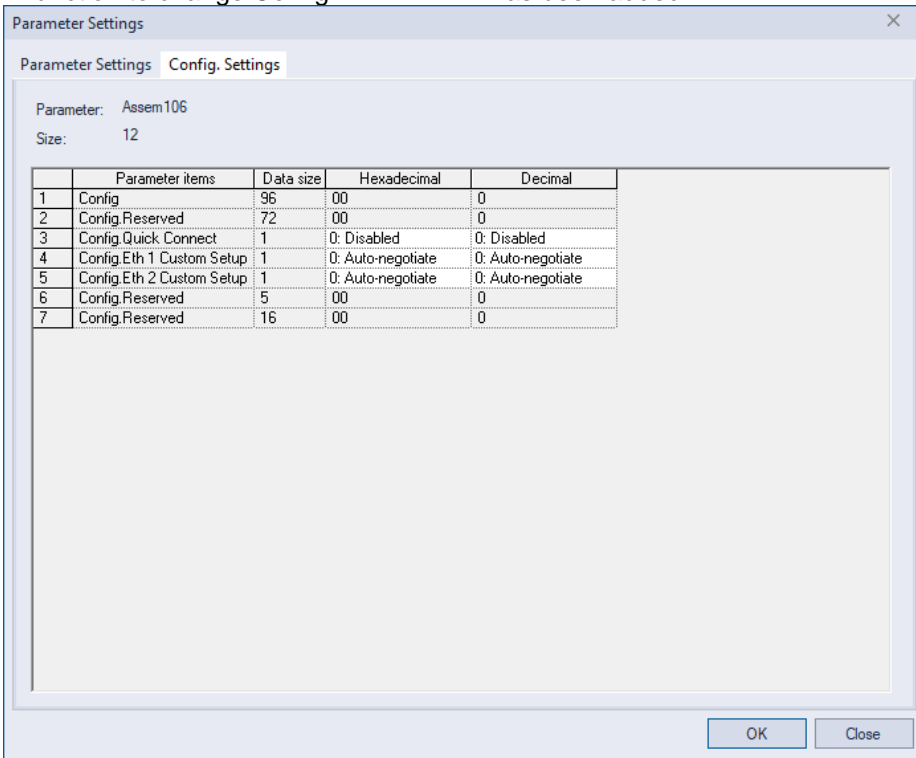 Parameter Settings
Parameter Settings Config. Settings
Parameter: Assem106
Size: 12
Parameter items Data size Hexadecimal Decimal
1 Config 96 00 0
2 Config.Reserved 72 00 0
3 Config.Quick Connect 1 0: Disabled 0: Disabled
4 Config.Eth 1 Custom Setup 1 0: Auto-negotiate 0: Auto-negotiate
5 Config.Eth 2 Custom Setup 1 0: Auto-negotiate 0: Auto-negotiate
6 Config.Reserved 5 00 0
7 Config.Reserved 16 00 0
OK Close